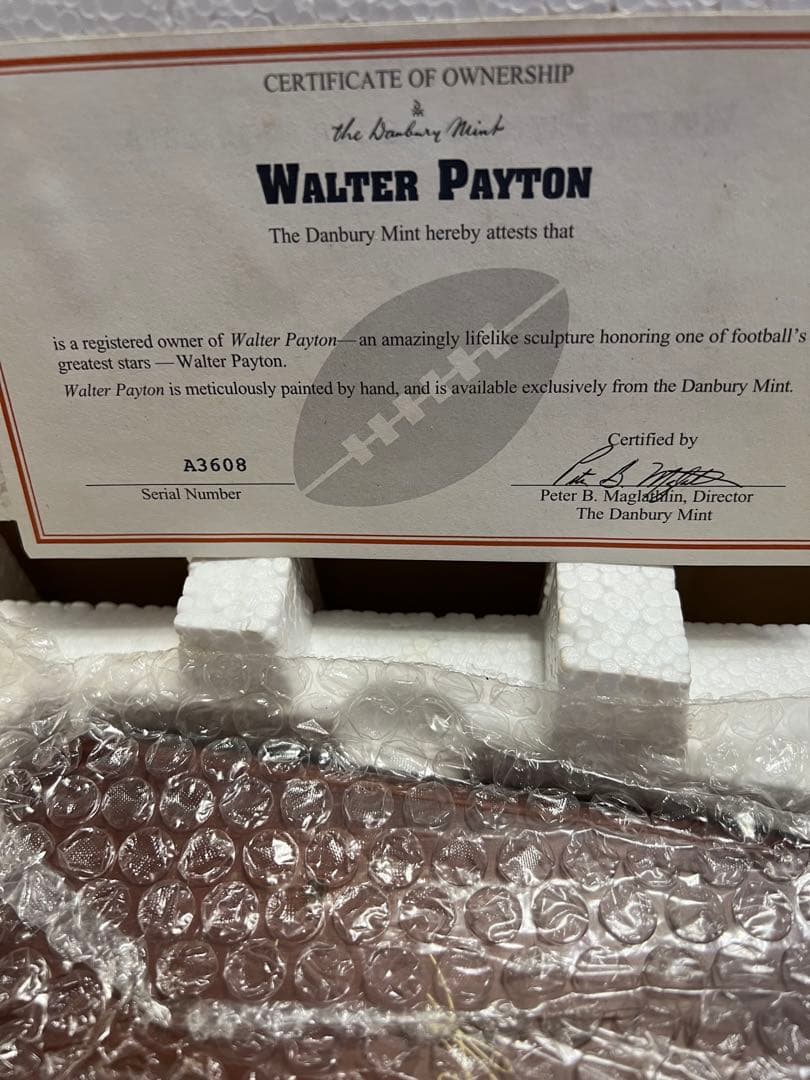 CERTIFICATE OF OWNERSHIP
the Danbury Mint
WALTER PAYTON
The Danbury Mint hereby attests that
is a registered owner of Walter Payton—an amazingly lifelike sculpture honoring one of football's
greatest stars — Walter Payton.
Walter Payton is meticulously painted by hand, and is available exclusively from the Danbury Mint.
A3608
Serial Number
Certified by
Peter B. Maglathlin, Director
The Danbury Mint